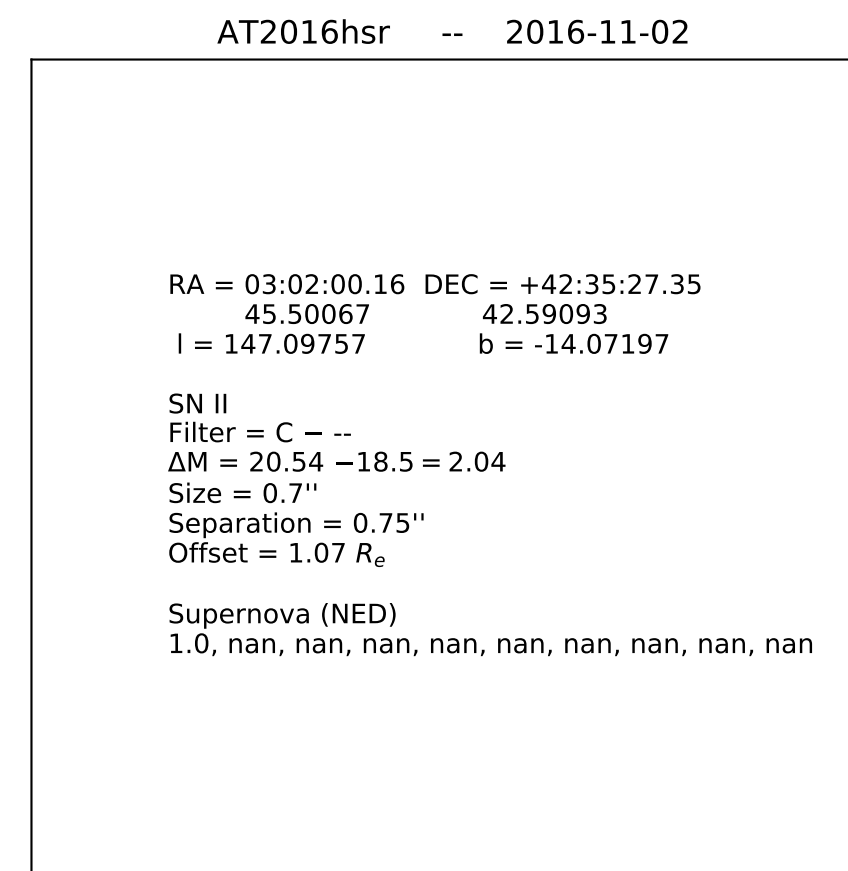 AT2016hsr -- 2016-11-02
RA = 03:02:00.16 DEC = +42:35:27.35
45.50067 42.59093
l = 147.09757 b = -14.07197
SN II
Filter = C − --
ΔM = 20.54 −18.5 = 2.04
Size = 0.7''
Separation = 0.75''
Offset = 1.07 Rₑ
Supernova (NED)
1.0, nan, nan, nan, nan, nan, nan, nan, nan, nan